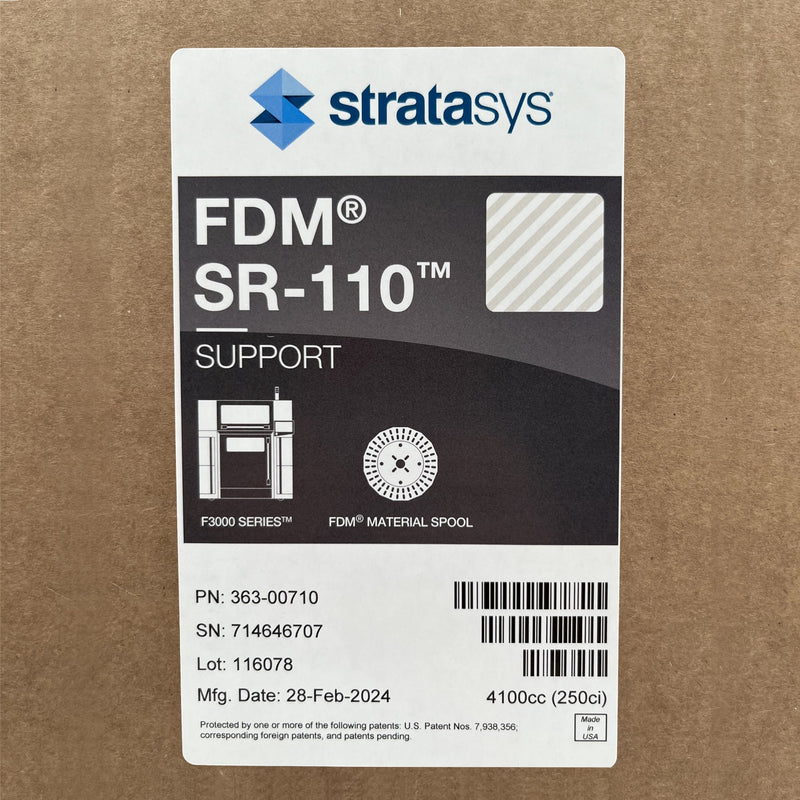 stratasys
FDM®
SR-110™
SUPPORT
F3000 SERIES™
FDM® MATERIAL SPOOL
PN: 363-00710
SN: 714646707
Lot: 116078
Mfg. Date: 28-Feb-2024
4100cc (250ci)
Protected by one or more of the following patents: U.S. Patent Nos. 7,938,356;
corresponding foreign patents, and patents pending.
Made
in
USA